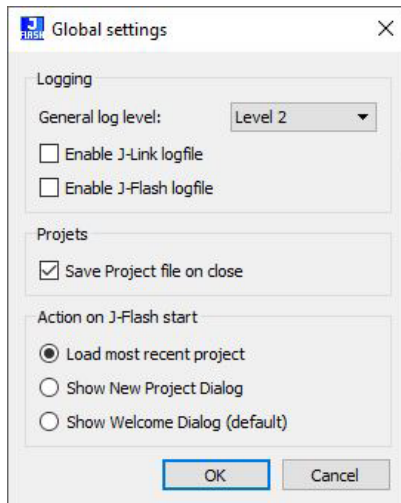 J
FLASH
Global settings
Logging
General log level: Level 2
Enable J-Link logfile
Enable J-Flash logfile
Projets
Save Project file on close
Action on J-Flash start
Load most recent project
Show New Project Dialog
Show Welcome Dialog (default)
OK Cancel